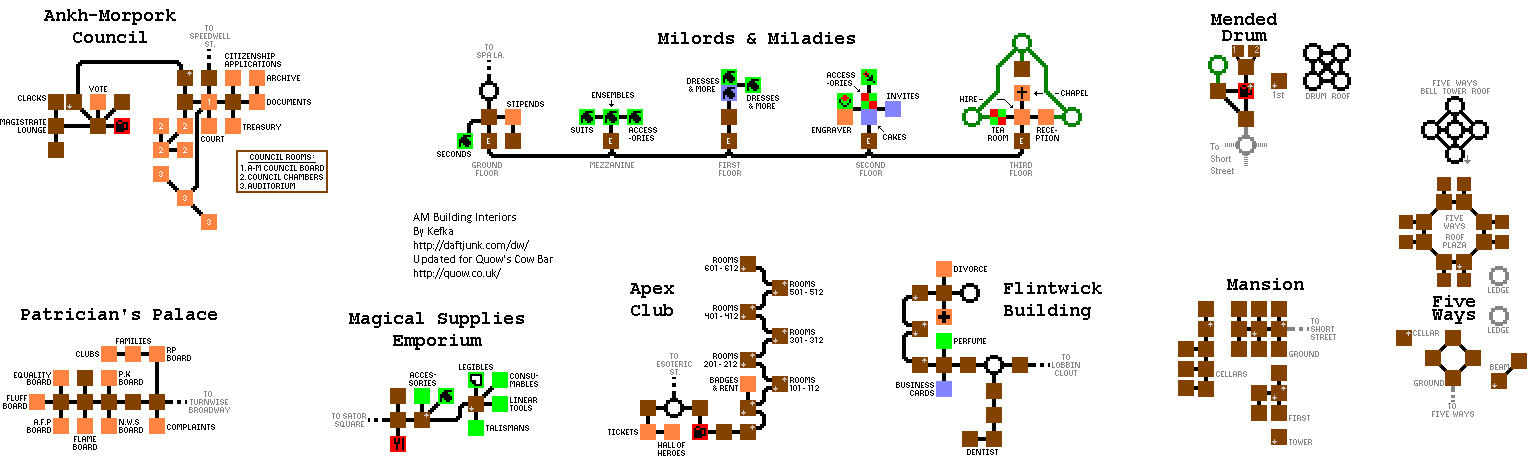 Ankh-Morpork
Council
TO
SPEEDWELL
ST.
CITIZENSHIP
APPLICATIONS
ARCHIVE
CLACKS
VOTE
1
DOCUMENTS
MAGISTRATE
LOUNGE
2
2
TREASURY
COURT
2
2
3
3
3
COUNCIL ROOMS:
1.A-M COUNCIL BOARD
2.COUNCIL CHAMBERS
3.AUDITORIUM
Milords & Miladies
TO
SPA LA.
STIPENDS
E
SECONDS
GROUND
FLOOR
ENSEMBLES
SUITS
ACCESS
-ORIES
E
MEZZANINE
DRESSES
& MORE
DRESSES
& MORE
E
FIRST
FLOOR
ACCESS
-ORIES
INVITES
ENGRAVER
CAKES
E
SECOND
FLOOR
HIRE
CHAPEL
TEA
ROOM
RECE-
PTION
E
THIRD
FLOOR
Mended
Drum
1
2
1st
DRUM ROOF
To
Short
Street
FIVE WAYS
BELL TOWER ROOF
FIVE
WAYS
ROOF
PLAZA
LEDGE
LEDGE
Five
Ways
CELLAR
BEAM
GROUND
TO
FIVE WAYS
AM Building Interiors
By Kefka
http://daftjunk.com/dw/
Updated for Quow's Cow Bar
http://quow.co.uk/
Patrician's Palace
FAMILIES
CLUBS
RP
BOARD
EQUALITY
BOARD
P.K
BOARD
FLUFF
BOARD
TO
TURNWISE
BROADWAY
A.F.P
BOARD
FLAME
BOARD
N.W.S
BOARD
COMPLAINTS
Magical Supplies
Emporium
ACCES-
SORIES
LEGIBLES
CONSU-
MABLES
LINEAR
TOOLS
TALISMANS
TO SATOR
SQUARE
Apex
Club
ROOMS
601 - 612
ROOMS
501 - 512
ROOMS
401 - 412
ROOMS
301 - 312
ROOMS
201 - 212
BADGES
& RENT
ROOMS
101 - 112
TO
ESOTERIC
ST.
TICKETS
HALL OF
HEROES
Flintwick
Building
DIVORCE
PERFUME
BUSINESS
CARDS
TO
LOBBIN
CLOUT
DENTIST
Mansion
TO
SHORT
STREET
GROUND
CELLARS
FIRST
TOWER